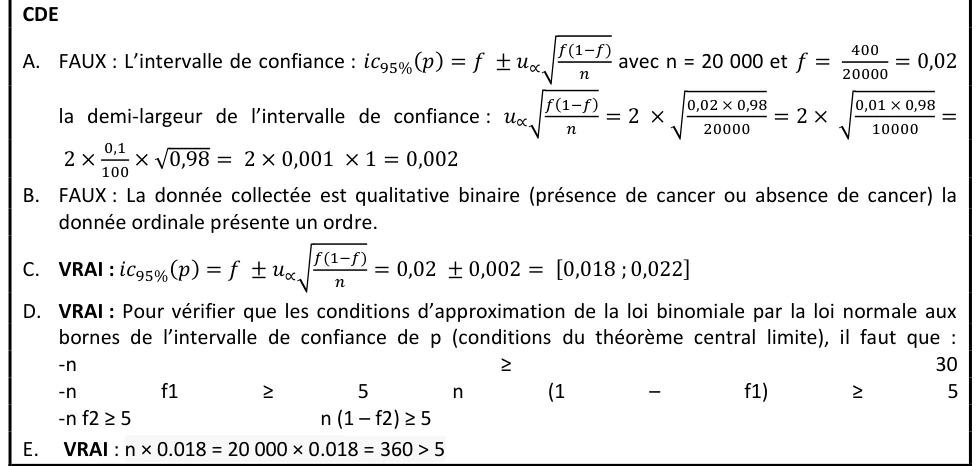 CDE
A. FAUX : L'intervalle de confiance : ic₉₅%(p) = f ± u∝√(f(1−f)/n) avec n = 20 000 et f = 400/20000 = 0,02
la demi-largeur de l'intervalle de confiance : u∝√(f(1−f)/n) = 2 × √(0,02 × 0,98/20000) = 2 × √(0,01 × 0,98/10000) =
2 × 0,1/100 × √0,98 = 2 × 0,001 × 1 = 0,002
B. FAUX : La donnée collectée est qualitative binaire (présence de cancer ou absence de cancer) la
donnée ordinale présente un ordre.
C. VRAI : ic₉₅%(p) = f ± u∝√(f(1−f)/n) = 0,02 ± 0,002 = [0,018 ; 0,022]
D. VRAI : Pour vérifier que les conditions d'approximation de la loi binomiale par la loi normale aux
bornes de l'intervalle de confiance de p (conditions du théorème central limite), il faut que :
-n ≥ 30
-n f1 ≥ 5 n (1 − f1) ≥ 5
-n f2 ≥ 5 n (1 – f2) ≥ 5
E. VRAI : n × 0.018 = 20 000 × 0.018 = 360 > 5